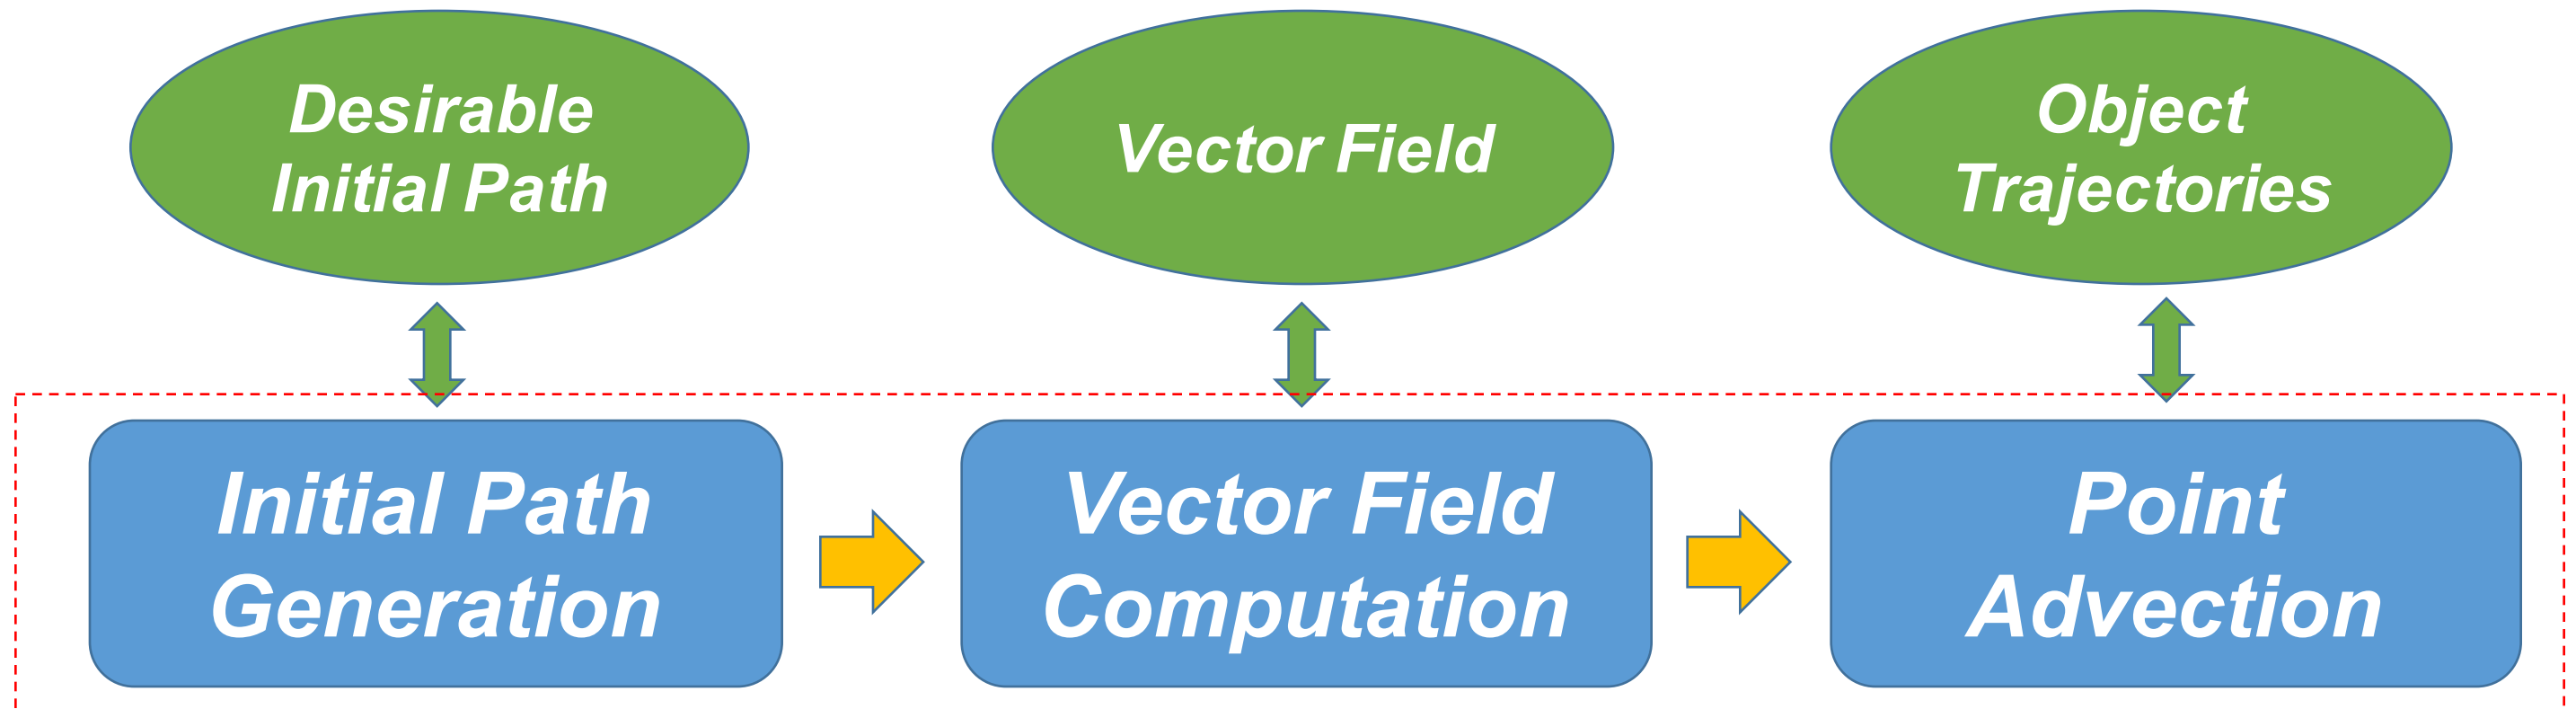 Desirable
Initial Path
Vector Field
Object
Trajectories
Initial Path
Generation
Vector Field
Computation
Point
Advection